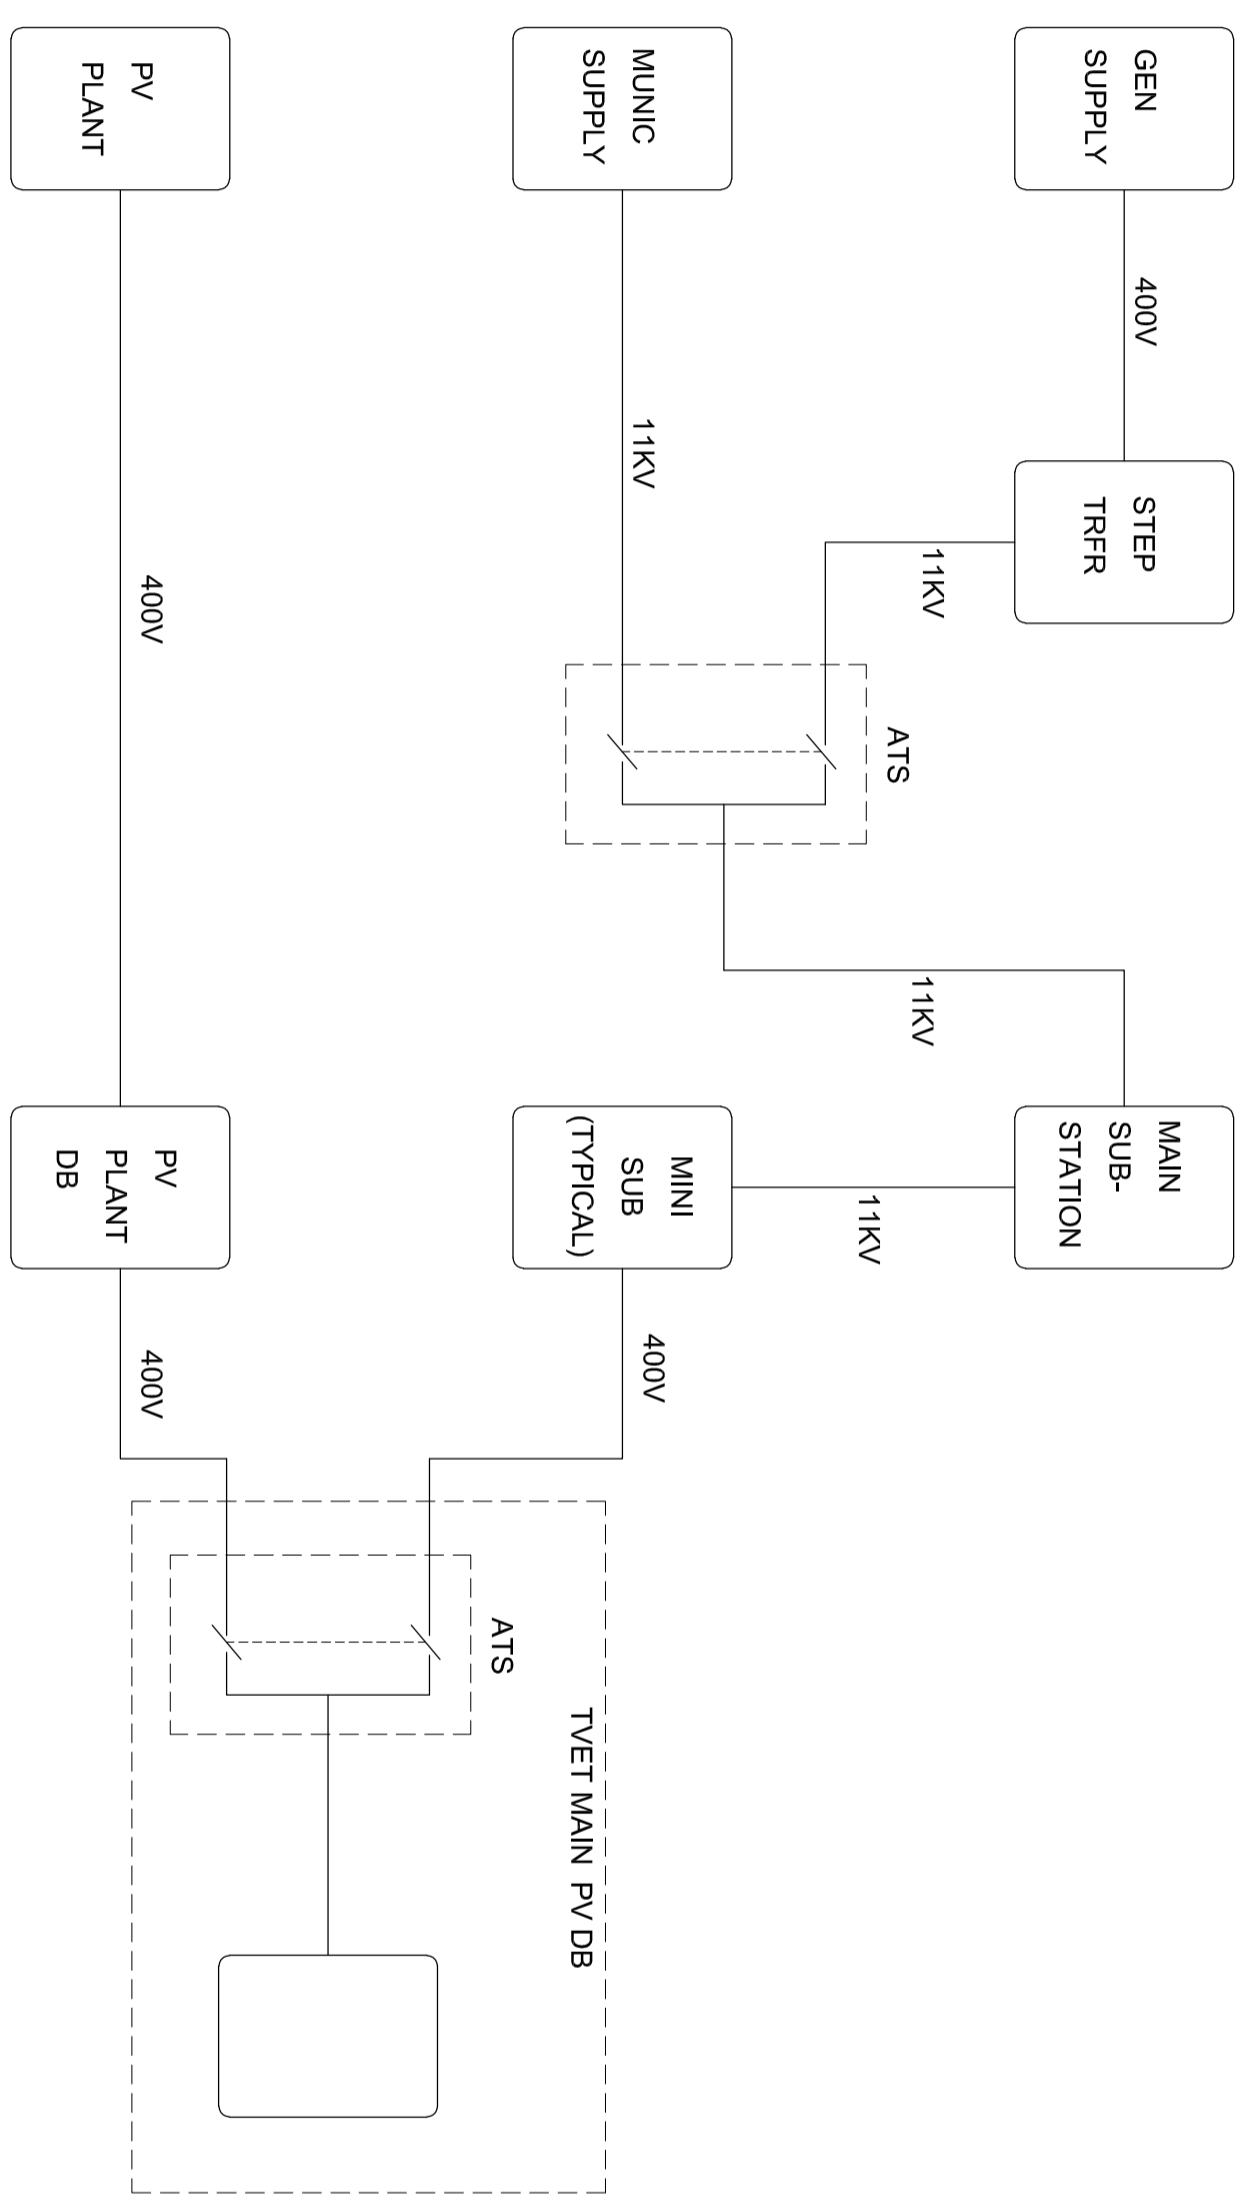 GEN
SUPPLY
400V
STEP
TRFR
11KV
MUNIC
SUPPLY
11KV
ATS
11KV
MAIN
SUB-
STATION
11KV
MINI
SUB
(TYPICAL)
400V
PV
PLANT
400V
PV
PLANT
DB
400V
ATS
TVET MAIN PV DB